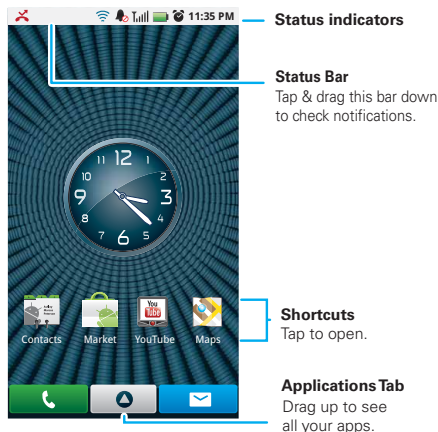 11:35 PM
Status indicators
Status Bar
Tap & drag this bar down
to check notifications.
11 12 1
10 2
9 3
8 4
7 6 5
You
Tube
Contacts Market YouTube Maps
Shortcuts
Tap to open.
Applications Tab
Drag up to see
all your apps.